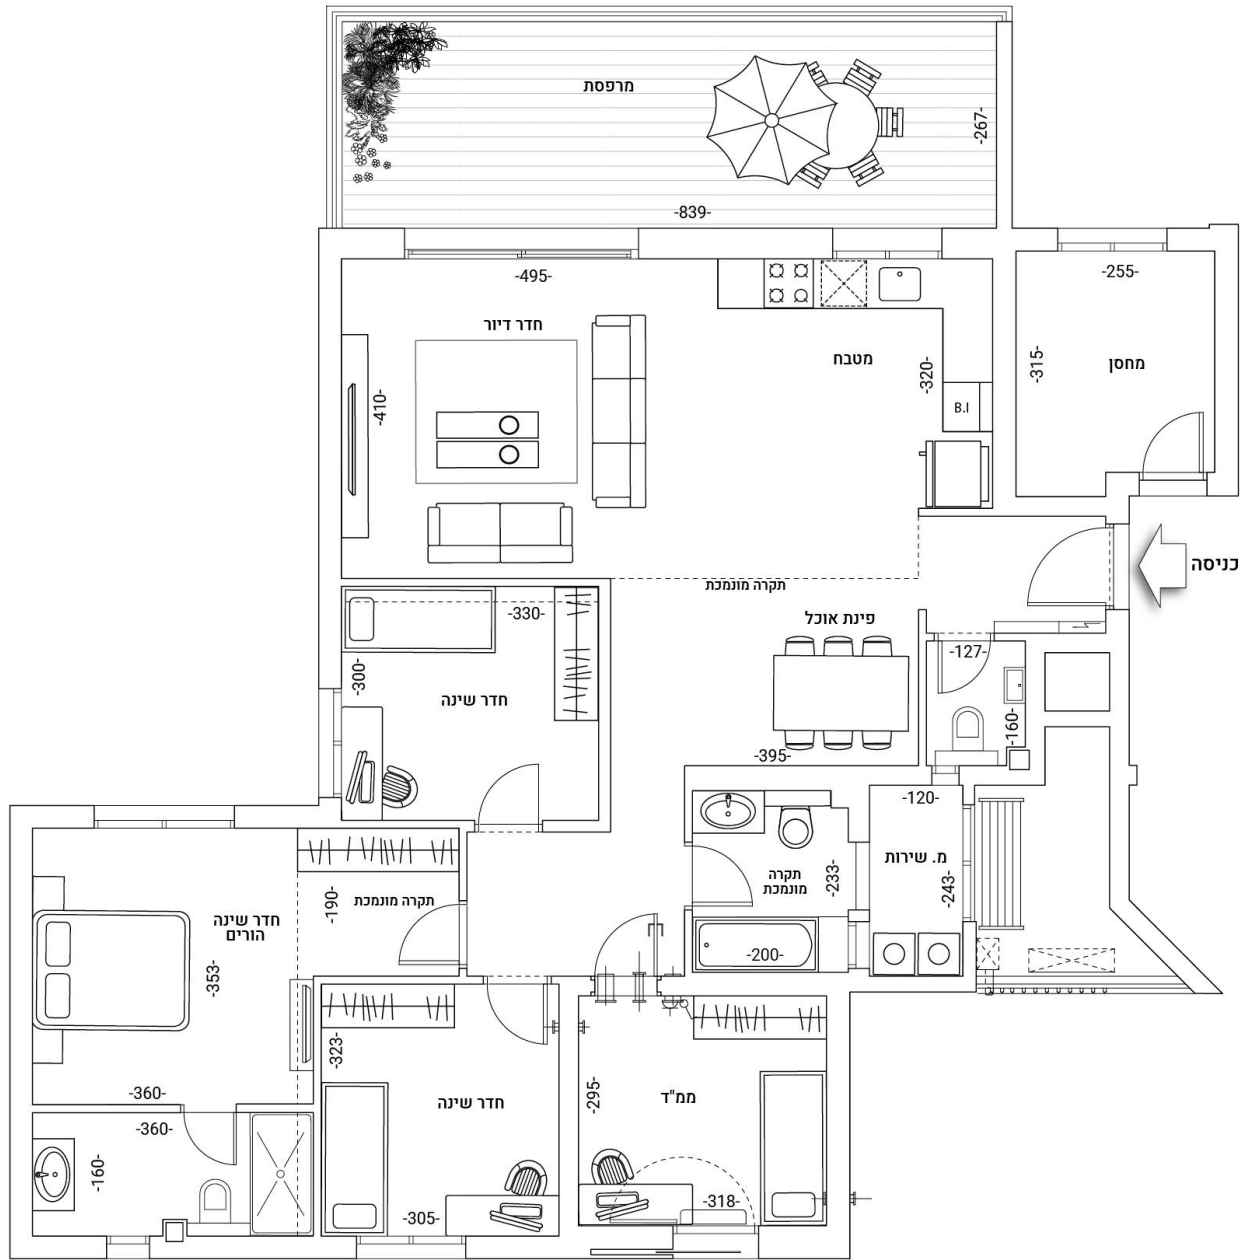 מרפסת
-267-
-839-
-495-
-255-
חדר דיור
מטבח
-320-
-315-
מחסן
-410-
B.I
כניסה
תקרה מונמכת
פינת אוכל
-330-
-127-
-300-
חדר שינה
-160-
-395-
-120-
תקרה
מונמכת
-233-
מ. שירות
-243-
-190-
תקרה מונמכת
חדר שינה
הורים
-353-
-200-
-323-
-360-
חדר שינה
-295-
ממ"ד
-360-
-160-
-305-
-318-